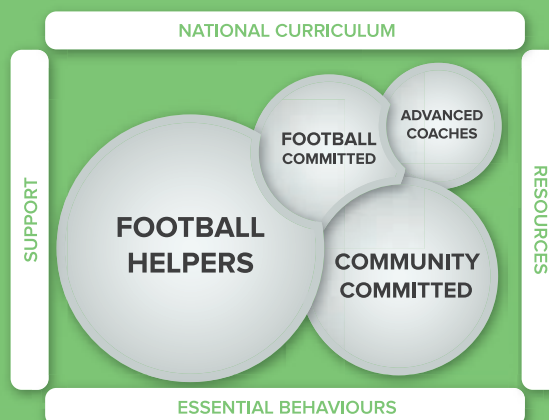 NATIONAL CURRICULUM
SUPPORT
FOOTBALL
HELPERS
FOOTBALL
COMMITTED
ADVANCED
COACHES
COMMUNITY
COMMITTED
RESOURCES
ESSENTIAL BEHAVIOURS